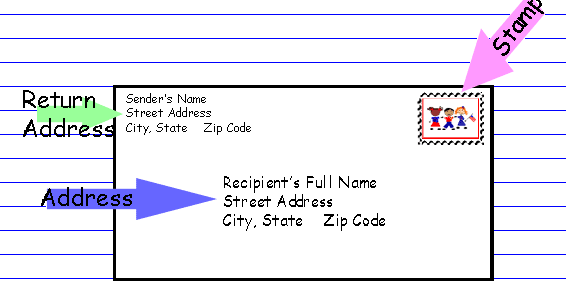 Stamp
Return
Address
Sender's Name
Street Address
City, State Zip Code
Address
Recipient's Full Name
Street Address
City, State Zip Code